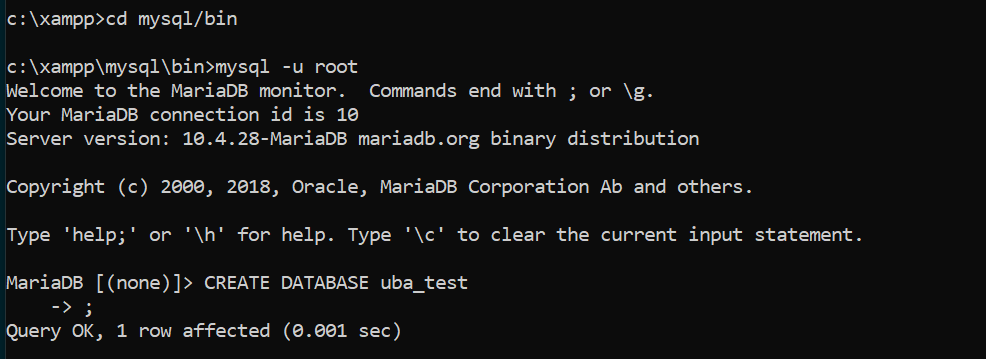 c:\xampp>cd mysql/bin
c:\xampp\mysql\bin>mysql -u root
Welcome to the MariaDB monitor.  Commands end with ; or \g.
Your MariaDB connection id is 10
Server version: 10.4.28-MariaDB mariadb.org binary distribution
Copyright (c) 2000, 2018, Oracle, MariaDB Corporation Ab and others.
Type 'help;' or '\h' for help. Type '\c' to clear the current input statement.
MariaDB [(none)]> CREATE DATABASE uba_test
    -> ;
Query OK, 1 row affected (0.001 sec)